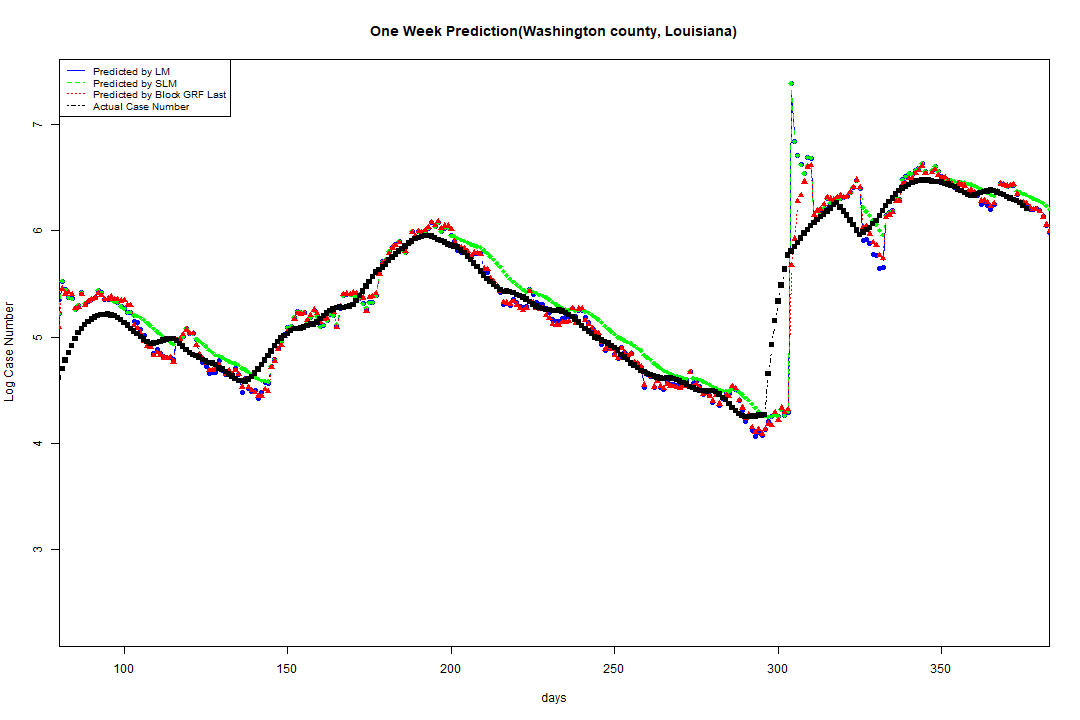 One Week Prediction(Washington county, Louisiana)
Predicted by LM
Predicted by SLM
Predicted by Block GRF Last
Actual Case Number
7
6
5
4
3
Log Case Number
100 150 200 250 300 350
days